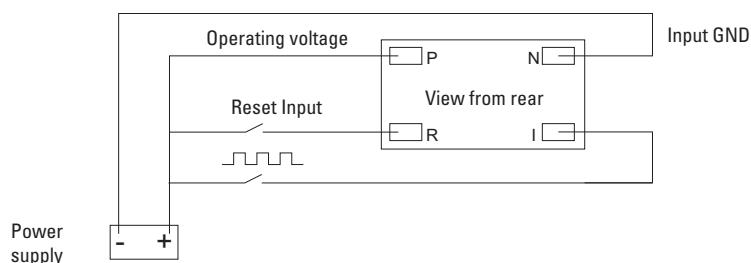 Operating voltage
Input GND
P
N
View from rear
Reset Input
R
I
Power
supply
- +